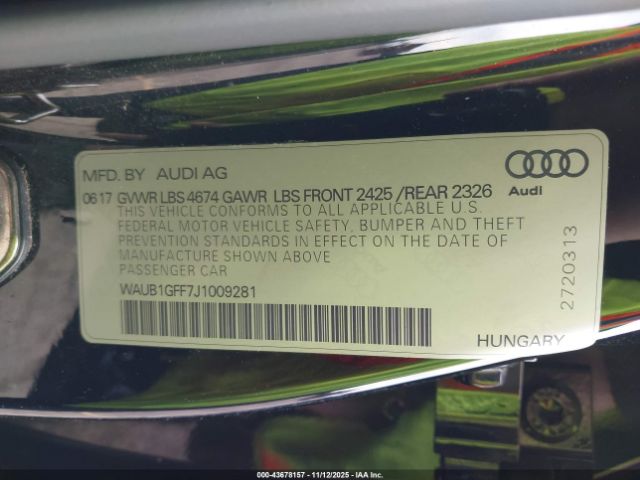 MFD. BY AUDI AG
Audi
06 17 GVWR LBS 4674 GAWR LBS FRONT 2425 /REAR 2326
THIS VEHICLE CONFORMS TO ALL APPLICABLE U.S.
FEDERAL MOTOR VEHICLE SAFETY, BUMPER AND THEFT
PREVENTION STANDARDS IN EFFECT ON THE DATE OF
MANUFACTURE SHOWN ABOVE
PASSENGER CAR
WAUB1GFF7J1009281
2720313
HUNGARY
000-43678157 - 11/12/2025 - IAAI, Inc.